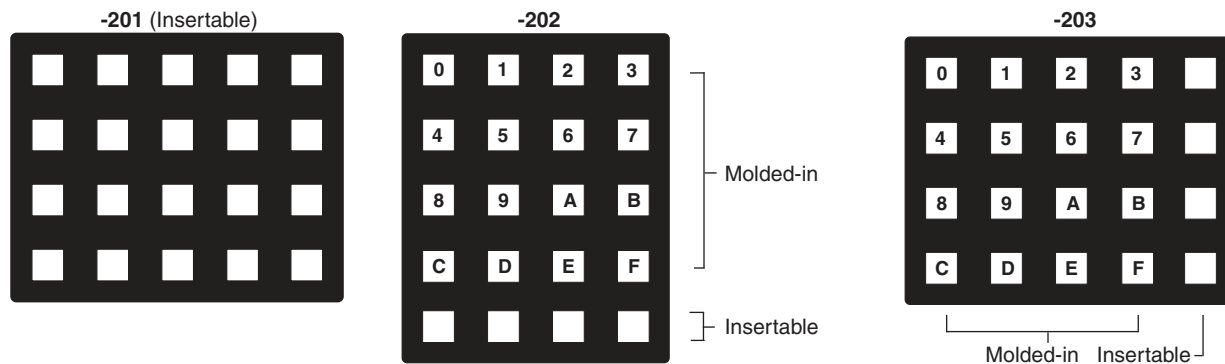 -201 (Insertable)
-202
0 1 2 3
4 5 6 7
8 9 A B
C D E F
Molded-in
Insertable
-203
0 1 2 3
4 5 6 7
8 9 A B
C D E F
Molded-in Insertable